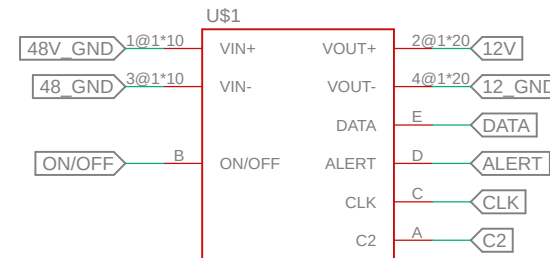 U$1
48V_GND 1@1*10 VIN+ VOUT+ 2@1*20 12V
48_GND 3@1*10 VIN- VOUT- 4@1*20 12_GND
DATA E DATA
ON/OFF B ON/OFF ALERT D ALERT
CLK C CLK
C2 A C2